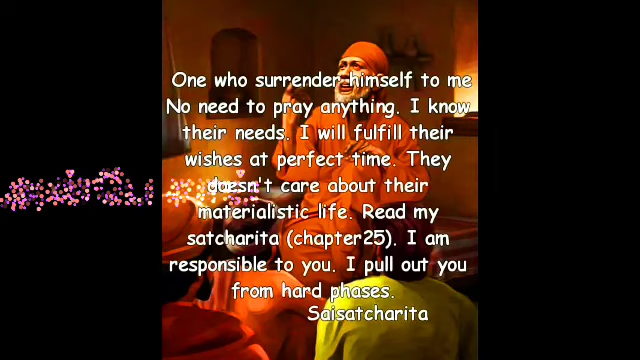 One who surrender himself to me
No need to pray anything. I know
their needs. I will fulfill their
wishes at perfect time. They
doesn't care about their
materialistic life. Read my
satcharita (chapter25). I am
responsible to you. I pull out you
from hard phases.
Saisatcharita